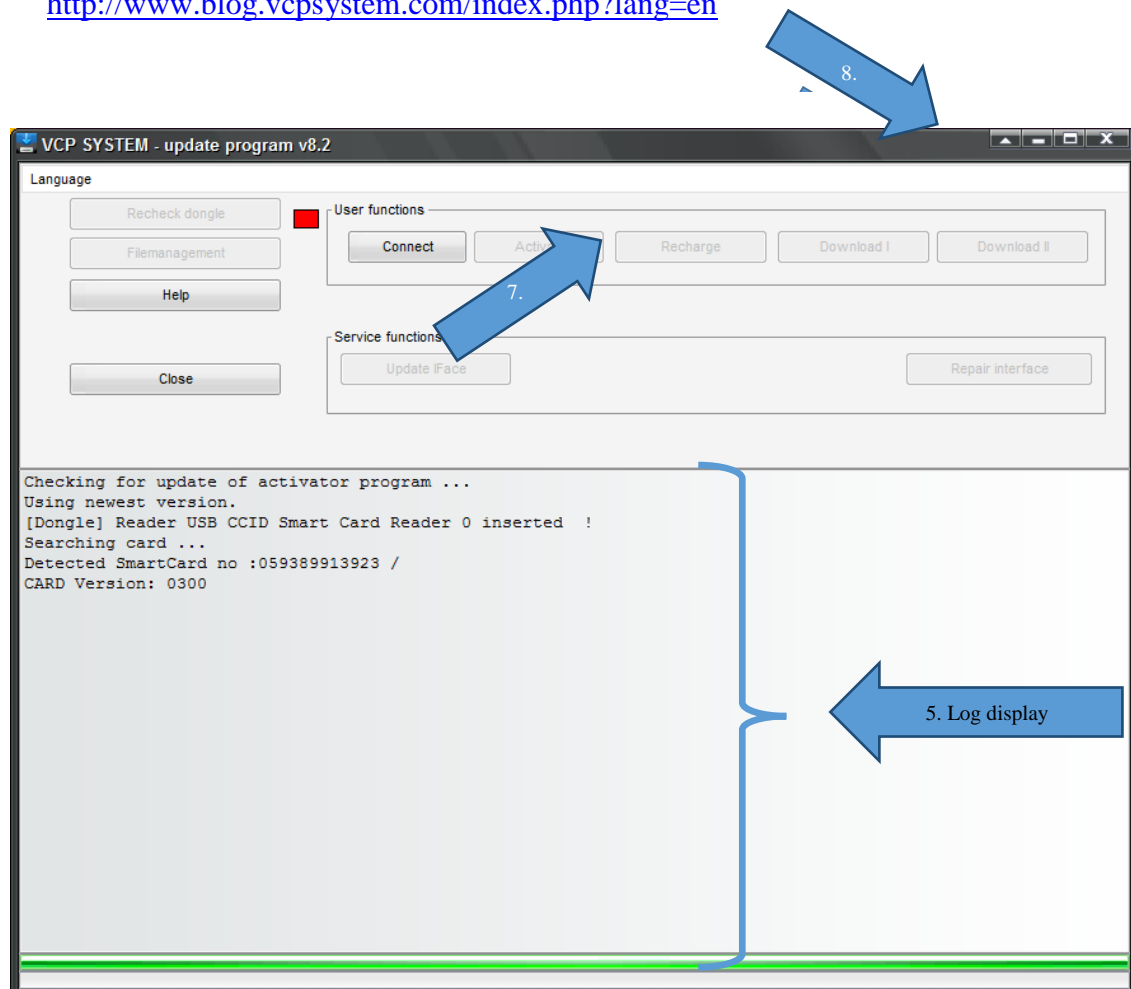 http://www.blog.vcpsystem.com/index.php?lang=en
8.
VCP SYSTEM - update program v8.2
Language
Recheck dongle
User functions
Filemanagement
Connect
Recharge
Download I
Download II
Help
7.
Service functions
Update IFace
Repair interface
Close
Checking for update of activator program ...
Using newest version.
[Dongle] Reader USB CCID Smart Card Reader 0 inserted  !
Searching card ...
Detected SmartCard no :059389913923 /
CARD Version: 0300
5. Log display